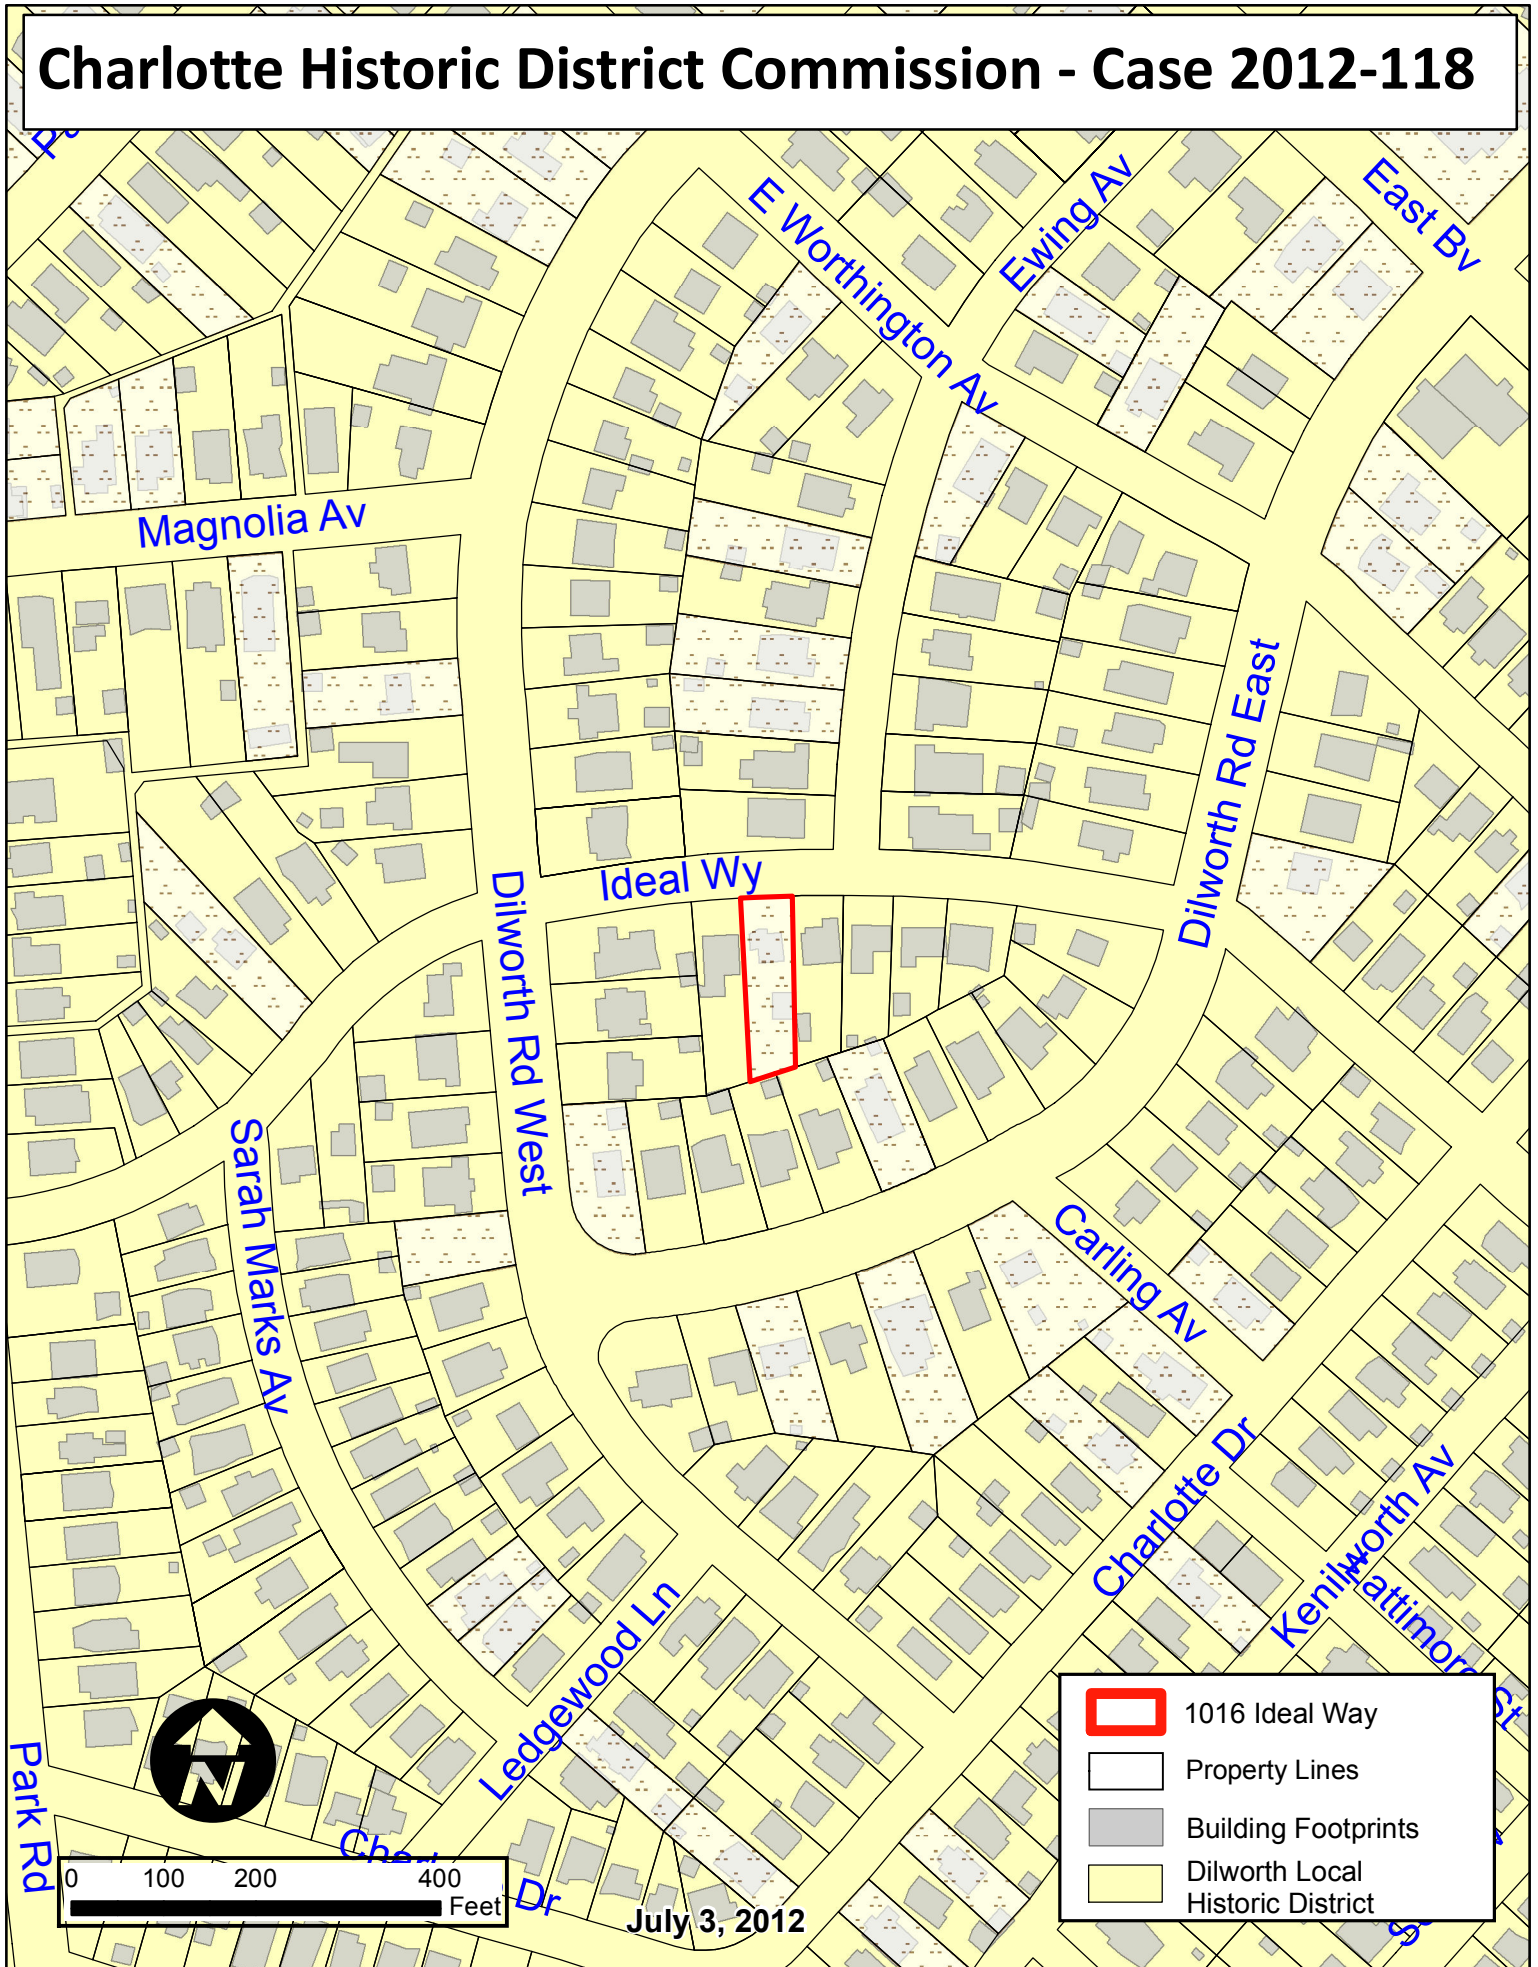 Charlotte Historic District Commission - Case 2012-118
East Bv
Ewing Av
E Worthington Av
Magnolia Av
Dilworth Rd East
Ideal Wy
Dilworth Rd West
Sarah Marks Av
Carling Av
Charlotte Dr
Kenilworth Av
Ledgewood Ln
St
Park Rd
Dr
1016 Ideal Way
Property Lines
Building Footprints
Dilworth Local
Historic District
0 100 200 400
Feet
July 3, 2012
N